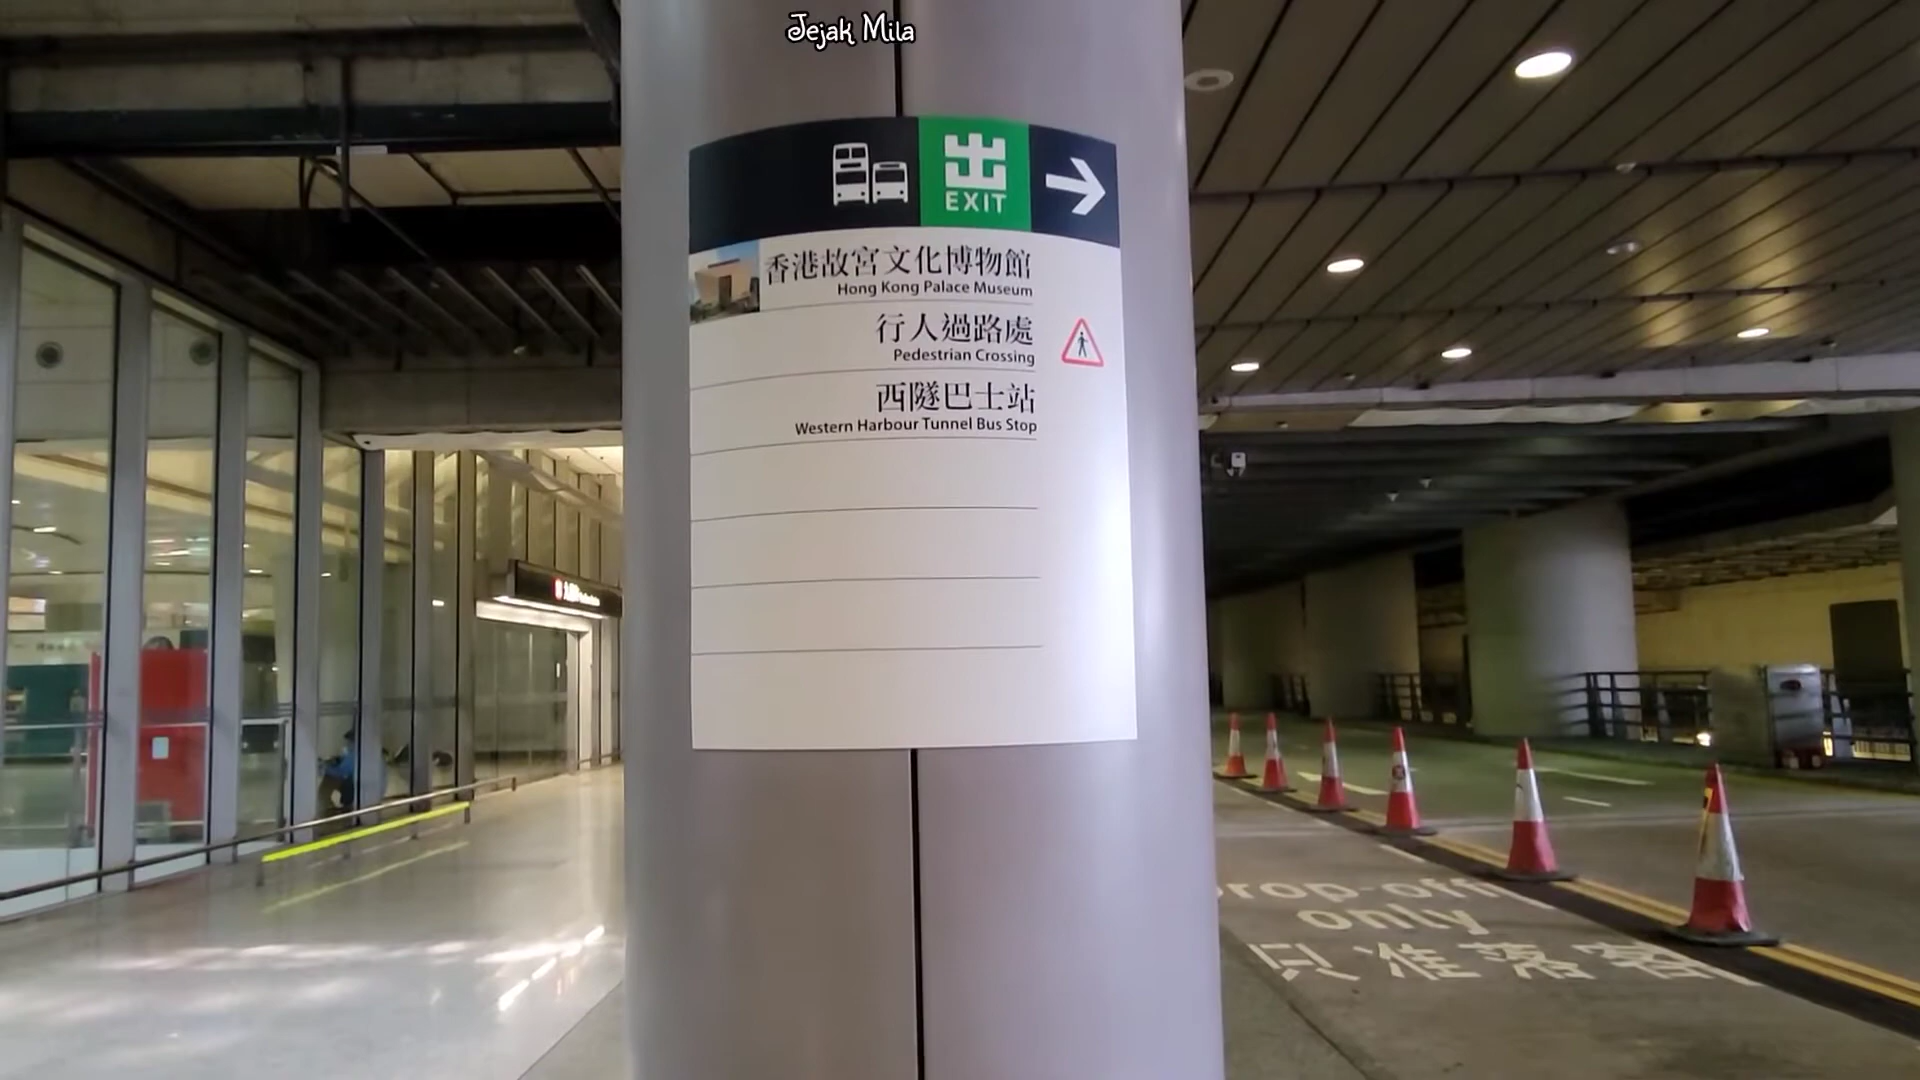 Jejak Mila
出
EXIT
香港故宮文化博物館
Hong Kong Palace Museum
行人過路處
Pedestrian Crossing
西隧巴士站
Western Harbour Tunnel Bus Stop
Drop-off
only
只准落客